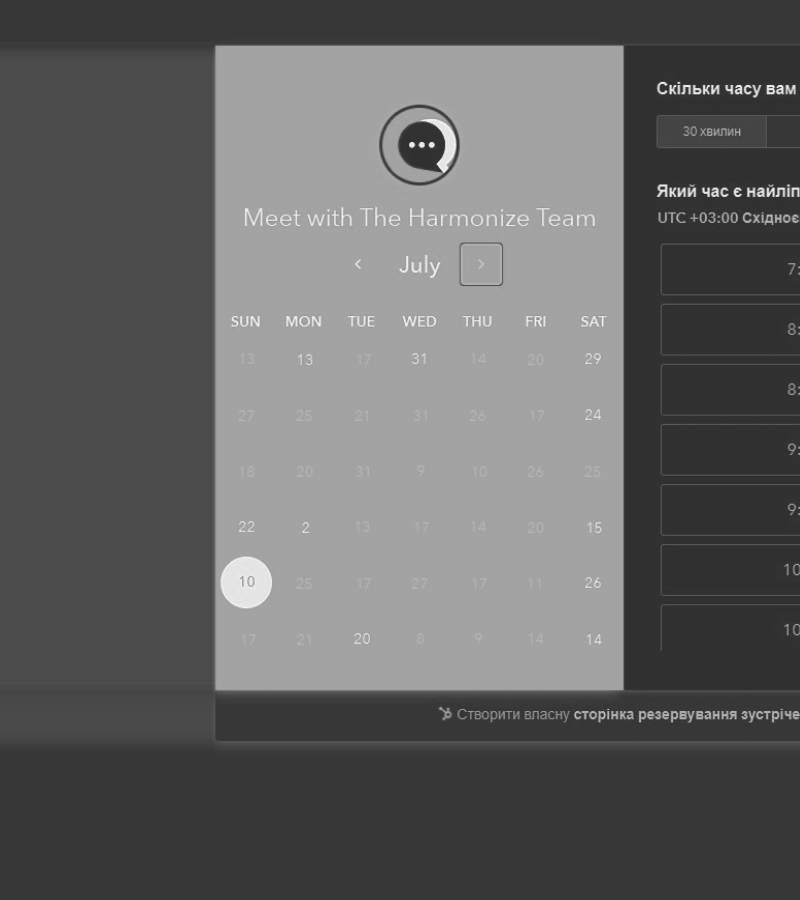 Meet with The Harmonize Team
July
SUN MON TUE WED THU FRI SAT
13 13 17 31 14 20 29
27 25 21 31 26 17 24
18 20 31 9 10 26 25
22 2 13 17 14 20 15
10 25 17 27 17 11 26
17 21 20 8 9 14 14
Скільки часу вам
30 хвилин
Який час є найліп
UTC +03:00 Східноє
7:
8:
8:
9:
9:
10
10
Створити власну сторінка резервування зустріче